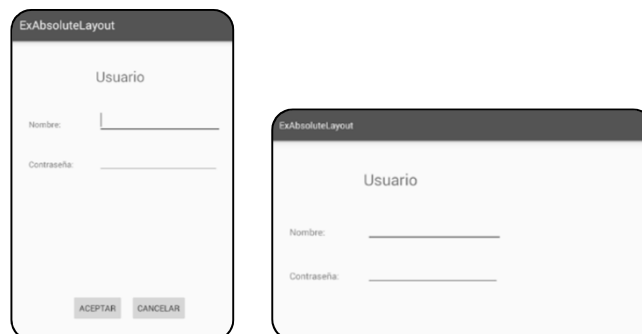 ExAbsoluteLayout
Usuario
Nombre:
Contraseña:
ACEPTAR CANCELAR
ExAbsoluteLayout
Usuario
Nombre:
Contraseña: